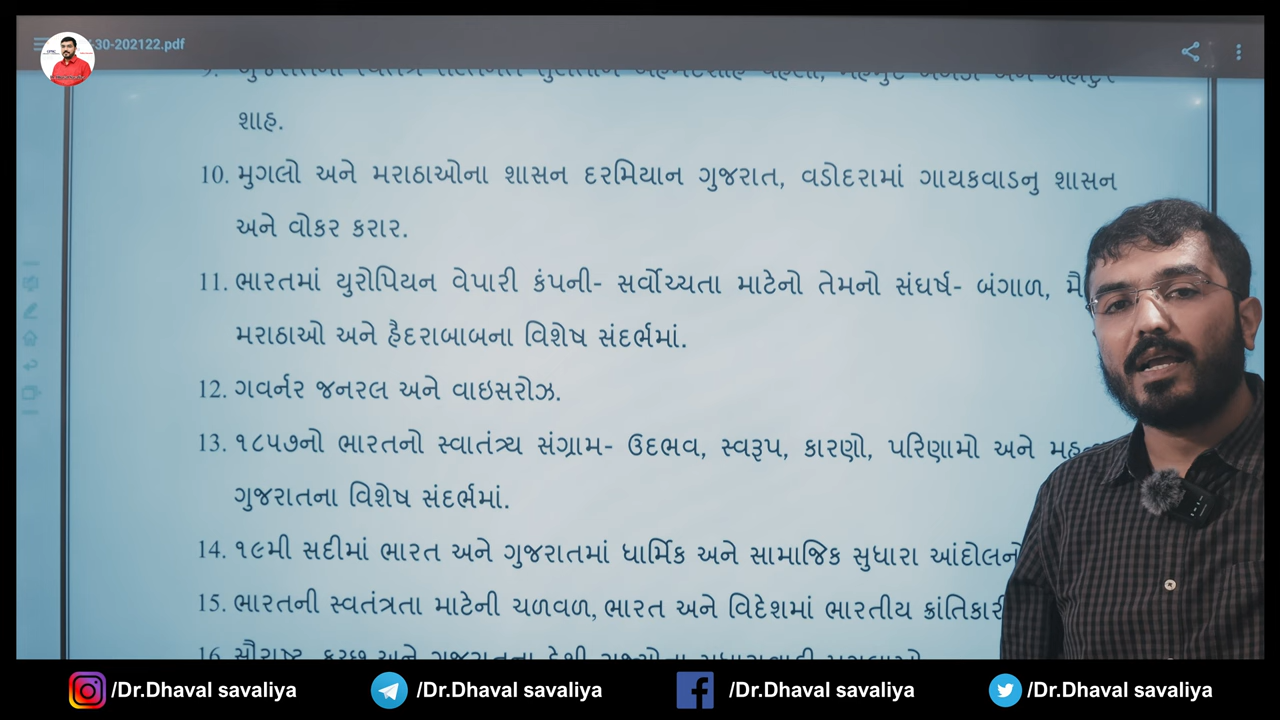 30-202122.pdf
શાહ.
10. મુગલો અને મરાઠાઓના શાસન દરમિયાન ગુજરાત, વડોદરામાં ગાયકવાડનુ શાસન
અને વોકર કરાર.
11. ભારતમાં યુરોપિયન વેપારી કંપની- સર્વોચ્યતા માટેનો તેમનો સંઘર્ષ- બંગાળ,
મરાઠાઓ અને હૈદરાબાબના વિશેષ સંદર્ભમાં.
12. ગવર્નર જનરલ અને વાઇસરોઝ.
13. ૧૮૫૭નો ભારતનો સ્વાતંત્ર્ય સંગ્રામ- ઉદભવ, સ્વરૂપ, કારણો, પરિણામો અને
ગુજરાતના વિશેષ સંદર્ભમાં.
14. ૧૯મી સદીમાં ભારત અને ગુજરાતમાં ધાર્મિક અને સામાજિક સુધારા
15. ભારતની સ્વતંત્રતા માટેની ચળવળ, ભારત અને વિદેશમાં ભારતીય
/Dr.Dhaval savaliya /Dr.Dhaval savaliya /Dr.Dhaval savaliya /Dr.Dhaval savaliya